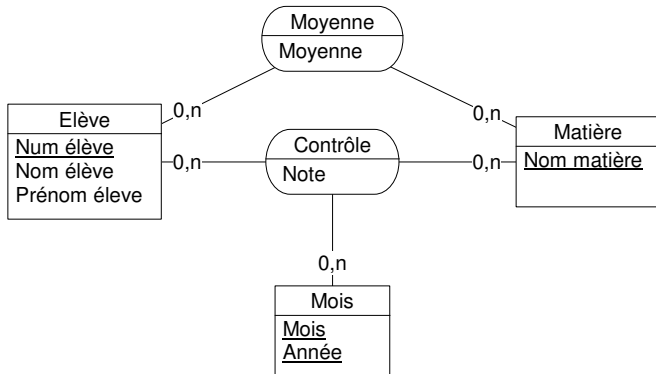 Moyenne
Moyenne
0,n
0,n
Elève
Num élève
Nom élève
Prénom éleve
0,n
Contrôle
Note
0,n
Matière
Nom matière
0,n
Mois
Mois
Année